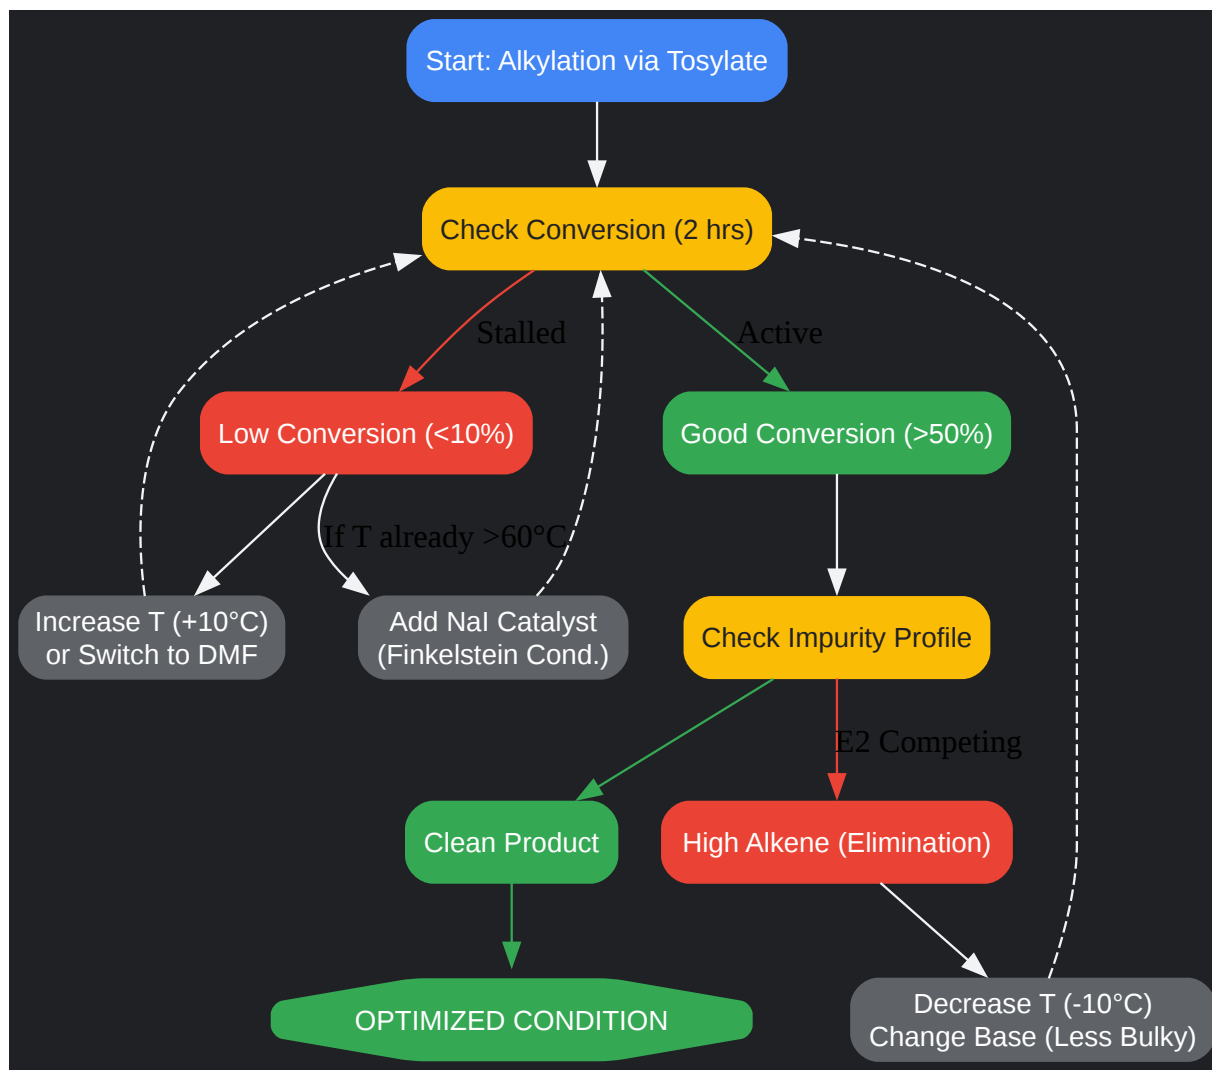 Start: Alkylation via Tosylate
Check Conversion (2 hrs)
Stalled
Active
Low Conversion (<10%)
Good Conversion (>50%)
If T already >60°C
Increase T (+10°C)
or Switch to DMF
Add NaI Catalyst
(Finkelstein Cond.)
Check Impurity Profile
E2 Competing
Clean Product
High Alkene (Elimination)
OPTIMIZED CONDITION
Decrease T (-10°C)
Change Base (Less Bulky)